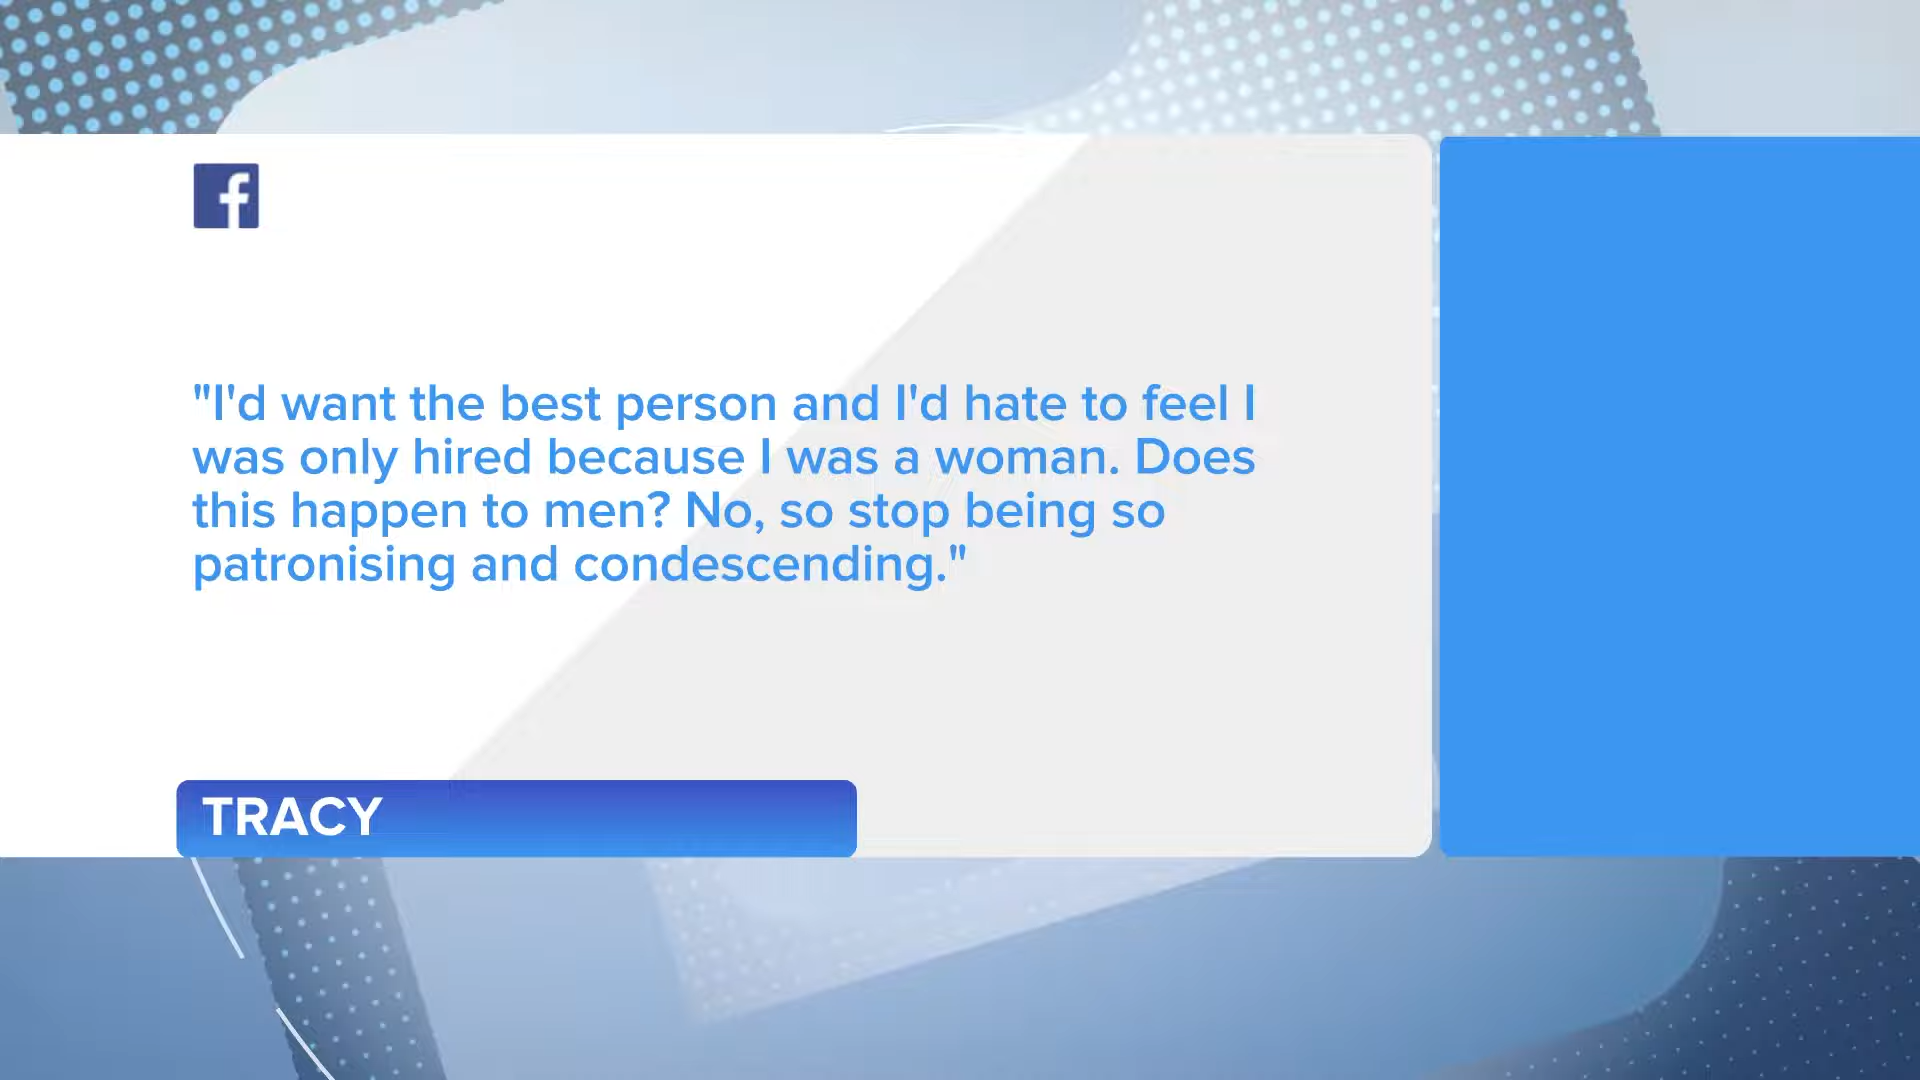 "I'd want the best person and I'd hate to feel I
was only hired because I was a woman. Does
this happen to men? No, so stop being so
patronising and condescending."
TRACY